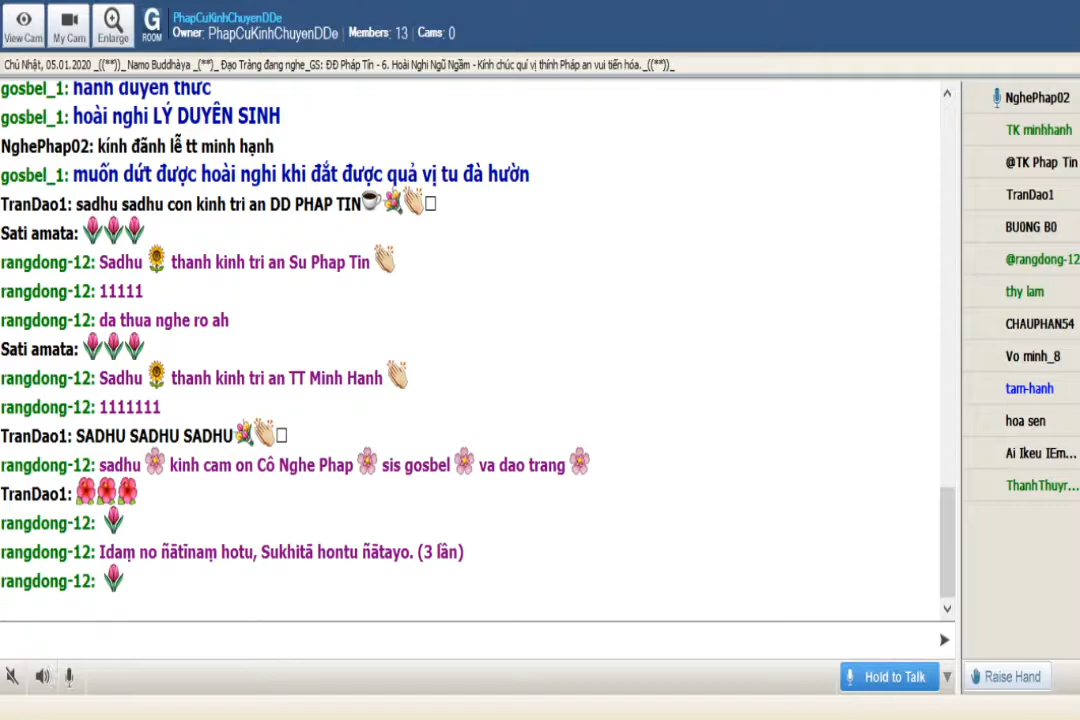 View Cam
My Cam
Enlarge
G
ROOM
PhapCuKinhChuyenDDe
Owner: PhapCuKinhChuyenDDe Members: 13 Cams: 0
Chủ Nhật, 05.01.2020 _((**))_ Namo Buddhàya _(**)_ Đạo Tràng đang nghe_GS: ĐĐ Pháp Tín - 6. Hoài Nghi Ngũ Ngầm - Kính chúc quí vị thính Pháp an vui tiến hóa. _((**))_
gosbel_1: hành duyên thức
gosbel_1: hoài nghi LÝ DUYÊN SINH
NghePhap02: kính đãnh lễ tt minh hạnh
gosbel_1: muốn dứt được hoài nghi khi đắt được quả vị tu đà hườn
TranDao1: sadhu sadhu con kinh tri an DD PHAP TIN
Sati amata:
rangdong-12: Sadhu thanh kinh tri an Su Phap Tin
rangdong-12: 11111
rangdong-12: da thua nghe ro ah
Sati amata:
rangdong-12: Sadhu thanh kinh tri an TT Minh Hanh
rangdong-12: 1111111
TranDao1: SADHU SADHU SADHU
rangdong-12: sadhu kinh cam on Cô Nghe Phap sis gosbel va dao trang
TranDao1:
rangdong-12:
rangdong-12: Idaṃ no ñātīnaṃ hotu, Sukhitā hontu ñātayo. (3 lần)
rangdong-12:
NghePhap02
TK minhhanh
@TK Phap Tin
TranDao1
BU0NG B0
@rangdong-12
thy lam
CHAUPHAN54
Vo minh_8
tam-hanh
hoa sen
Ai Ikeu IEm...
ThanhThuyr...
Hold to Talk
Raise Hand